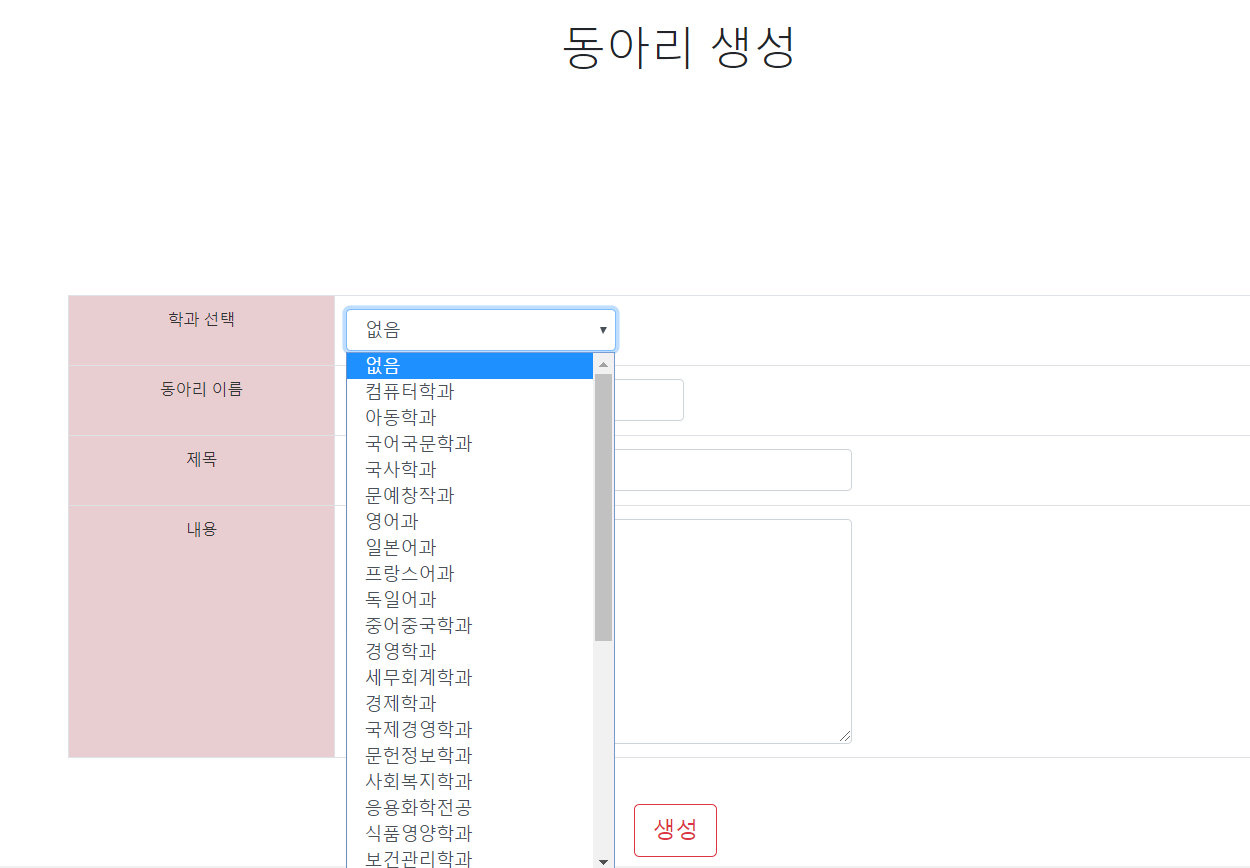 동아리 생성
학과 선택
없음
없음
컴퓨터학과
아동학과
국어국문학과
국사학과
문예창작과
영어과
일본어과
프랑스어과
독일어과
중어중국학과
경영학과
세무회계학과
경제학과
국제경영학과
문헌정보학과
사회복지학과
응용화학전공
식품영양학과
보건관리학과
동아리 이름
제목
내용
생성